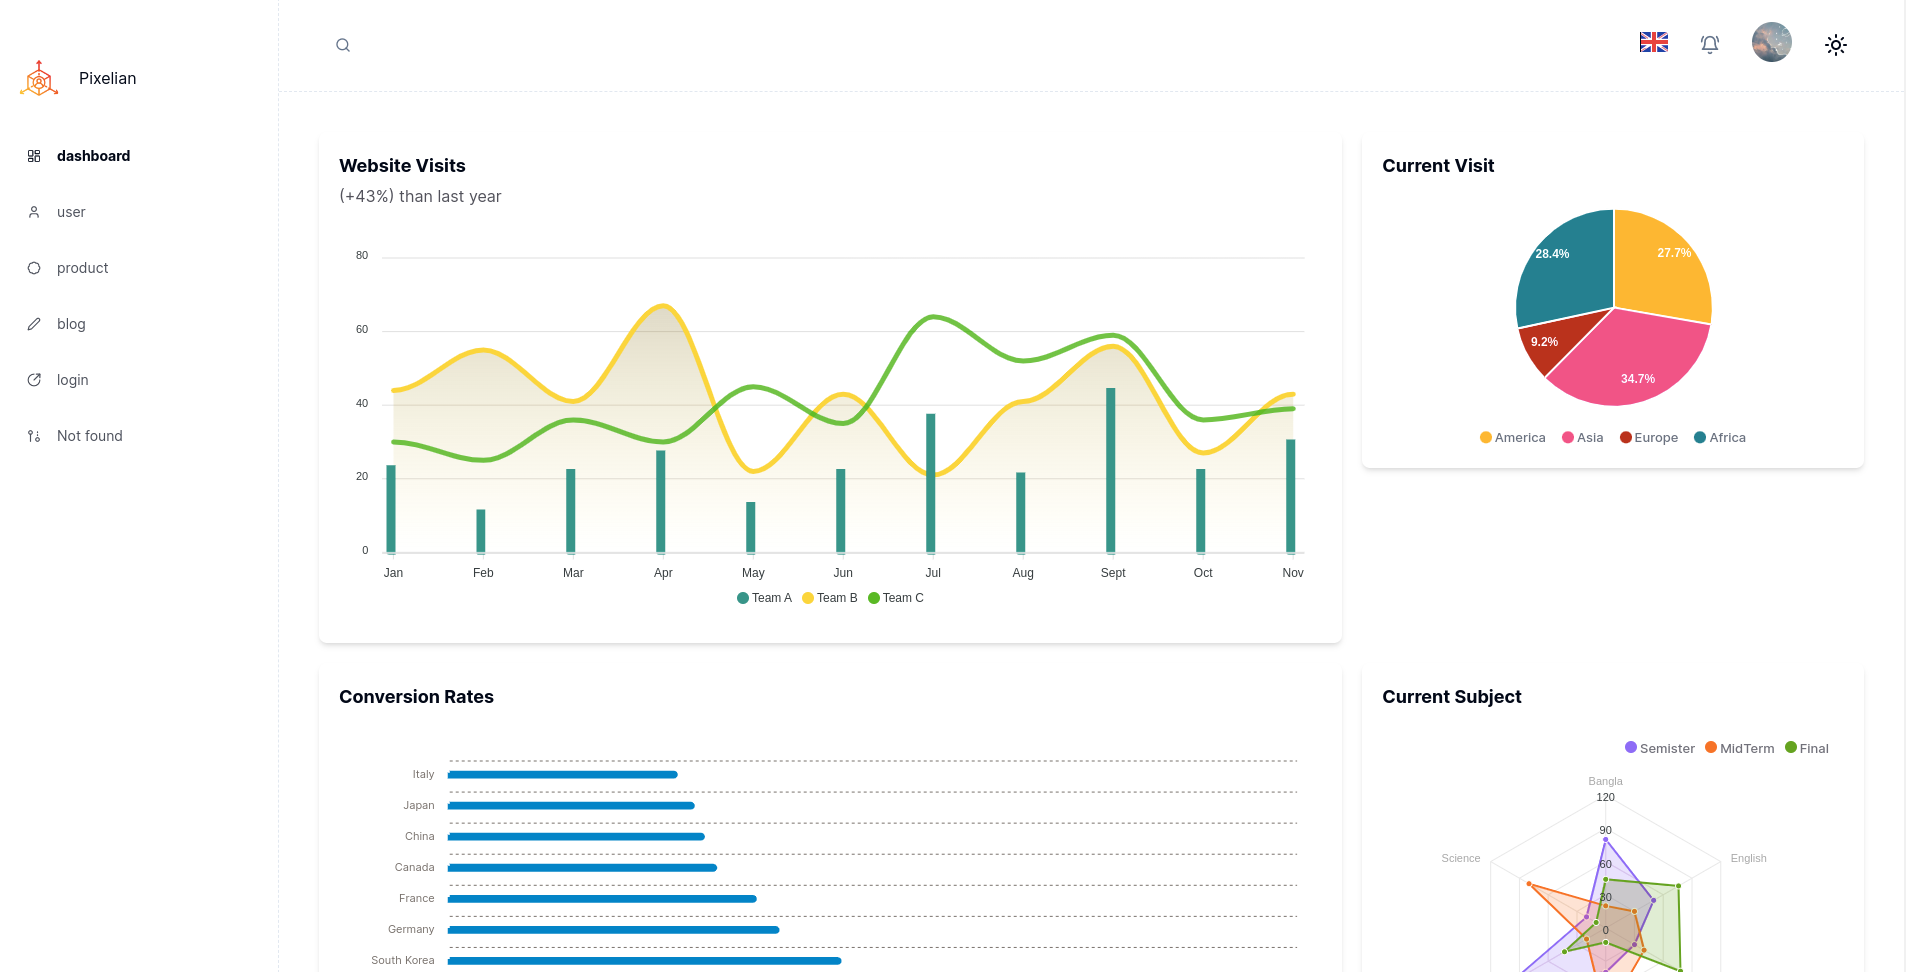 Pixelian
dashboard
user
product
blog
login
Not found
Website Visits
(+43%) than last year
80
60
40
20
0
Jan Feb Mar Apr May Jun Jul Aug Sept Oct Nov
Team A Team B Team C
Current Visit
28.4% 27.7%
9.2%
34.7%
America Asia Europe Africa
Conversion Rates
Italy
Japan
China
Canada
France
Germany
South Korea
Current Subject
Semister MidTerm Final
Bangla
120
90
Science English
60
30
0